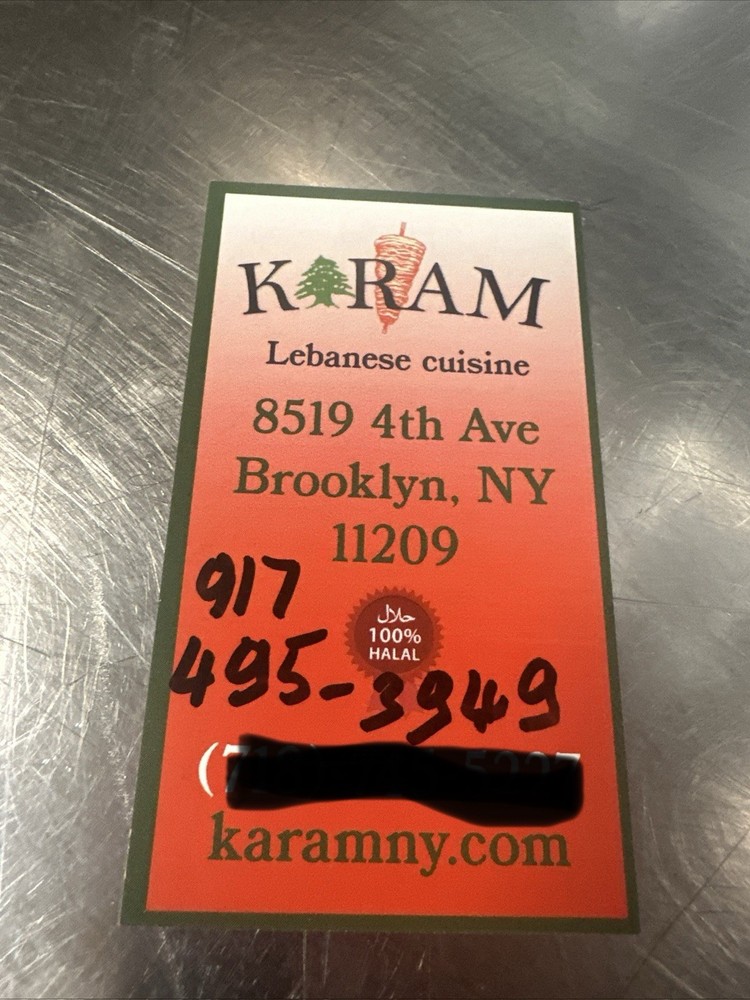 KARAM
Lebanese cuisine
8519 4th Ave
Brooklyn, NY
11209
917
حلال
100%
HALAL
495-3949
karamny.com